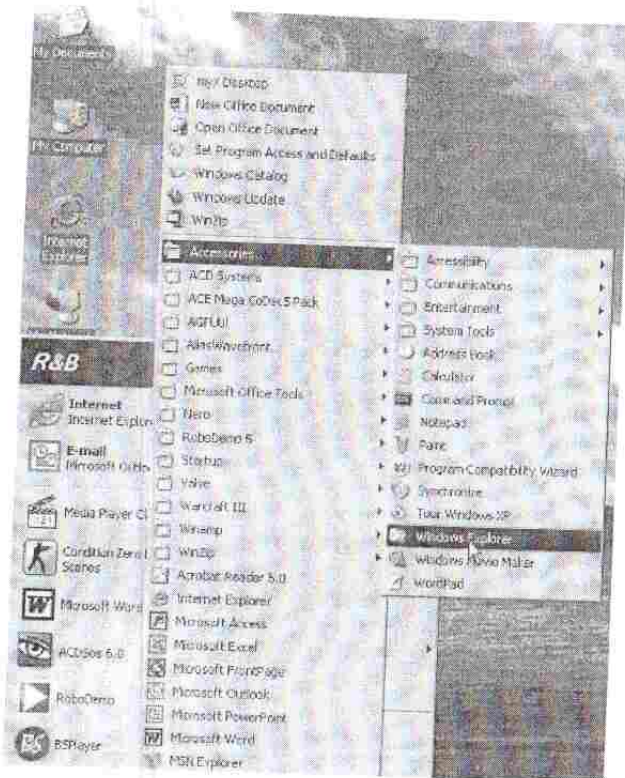 My Documents
My Computer
Internet
Explorer
myX Desktop
New Office Document
Open Office Document
Set Program Access and Defaults
Windows Catalog
Windows Update
WinZip
Accessories
ACD Systems
ACE Mega CoDecS Pack
AGFUtil
AliasWavefront
Games
Microsoft Office Tools
Nero
RoboDemo 5
Startup
Valve
Warcraft III
Winamp
WinZip
Acrobat Reader 5.0
Internet Explorer
Microsoft Access
Microsoft Excel
Microsoft FrontPage
Microsoft Outlook
Microsoft PowerPoint
Microsoft Word
MSN Explorer
Accessibility
Communications
Entertainment
System Tools
Address Book
Calculator
Command Prompt
Notepad
Paint
Program Compatibility Wizard
Synchronize
Tour Windows XP
Windows Explorer
Windows Movie Maker
WordPad
R&B
Internet
Internet Explor
E-mail
Microsoft Outlo
Media Player Cl
Condition Zero
Scenes
Microsoft Word
ACDSee 6.0
RoboDemo
BSPlayer